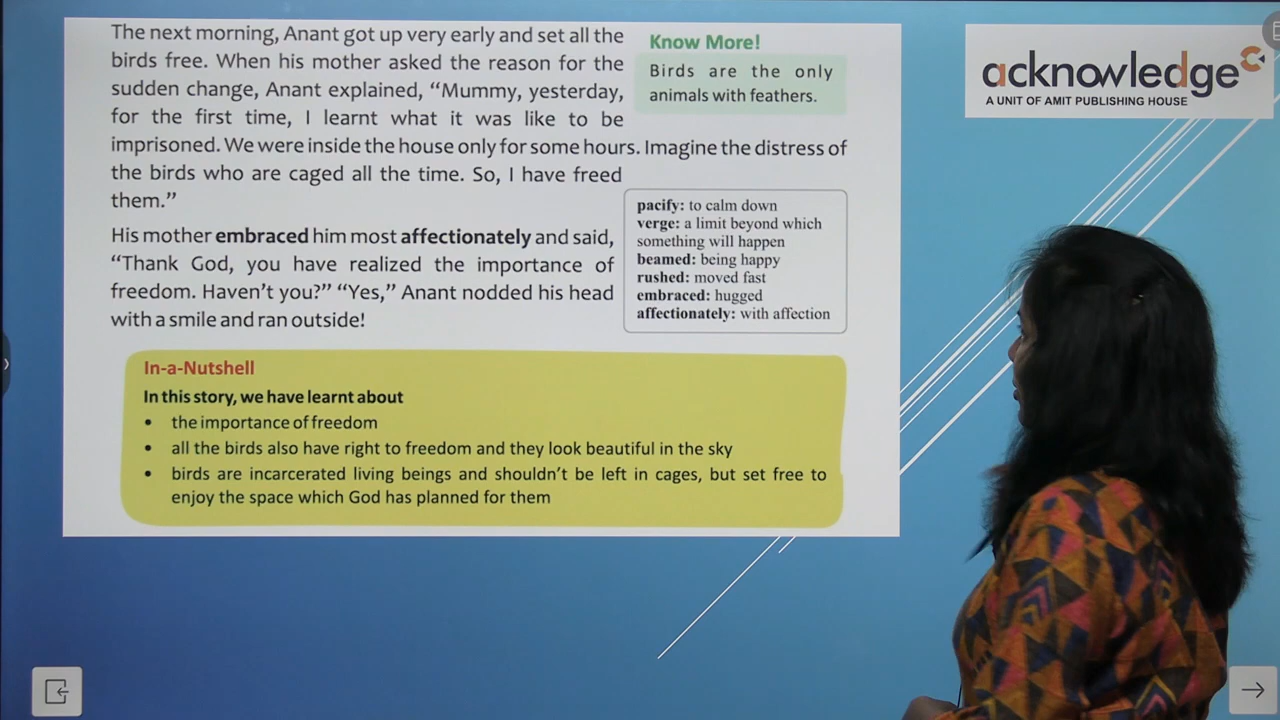 The next morning, Anant got up very early and set all the
birds free. When his mother asked the reason for the
sudden change, Anant explained, “Mummy, yesterday,
for the first time, I learnt what it was like to be
imprisoned. We were inside the house only for some hours. Imagine the distress of
the birds who are caged all the time. So, I have freed
them.”
Know More!
Birds are the only
animals with feathers.
His mother embraced him most affectionately and said,
“Thank God, you have realized the importance of
freedom. Haven’t you?” “Yes,” Anant nodded his head
with a smile and ran outside!
pacify: to calm down
verge: a limit beyond which
something will happen
beamed: being happy
rushed: moved fast
embraced: hugged
affectionately: with affection
In-a-Nutshell
In this story, we have learnt about
• the importance of freedom
• all the birds also have right to freedom and they look beautiful in the sky
• birds are incarcerated living beings and shouldn’t be left in cages, but set free to
enjoy the space which God has planned for them
acknowledge
A UNIT OF AMIT PUBLISHING HOUSE